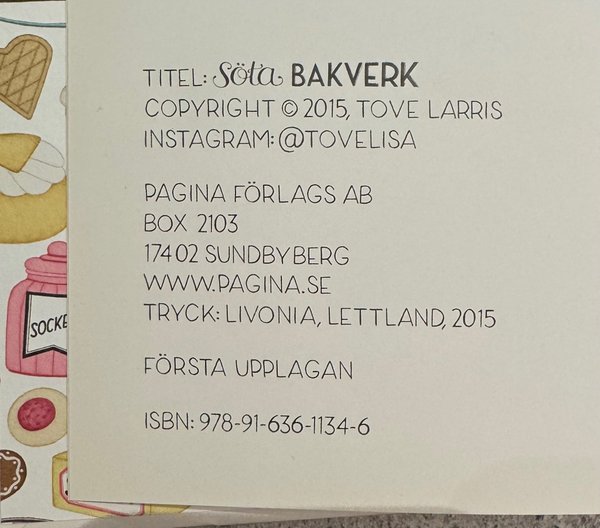 TITEL: Söta BAKVERK
COPYRIGHT © 2015, TOVE LARRIS
INSTAGRAM: @TOVELISA
PAGINA FÖRLAGS AB
BOX 2103
174 02 SUNDBYBERG
WWW.PAGINA.SE
TRYCK: LIVONIA, LETTLAND, 2015
FÖRSTA UPPLAGAN
ISBN: 978-91-636-1134-6
SOCKE